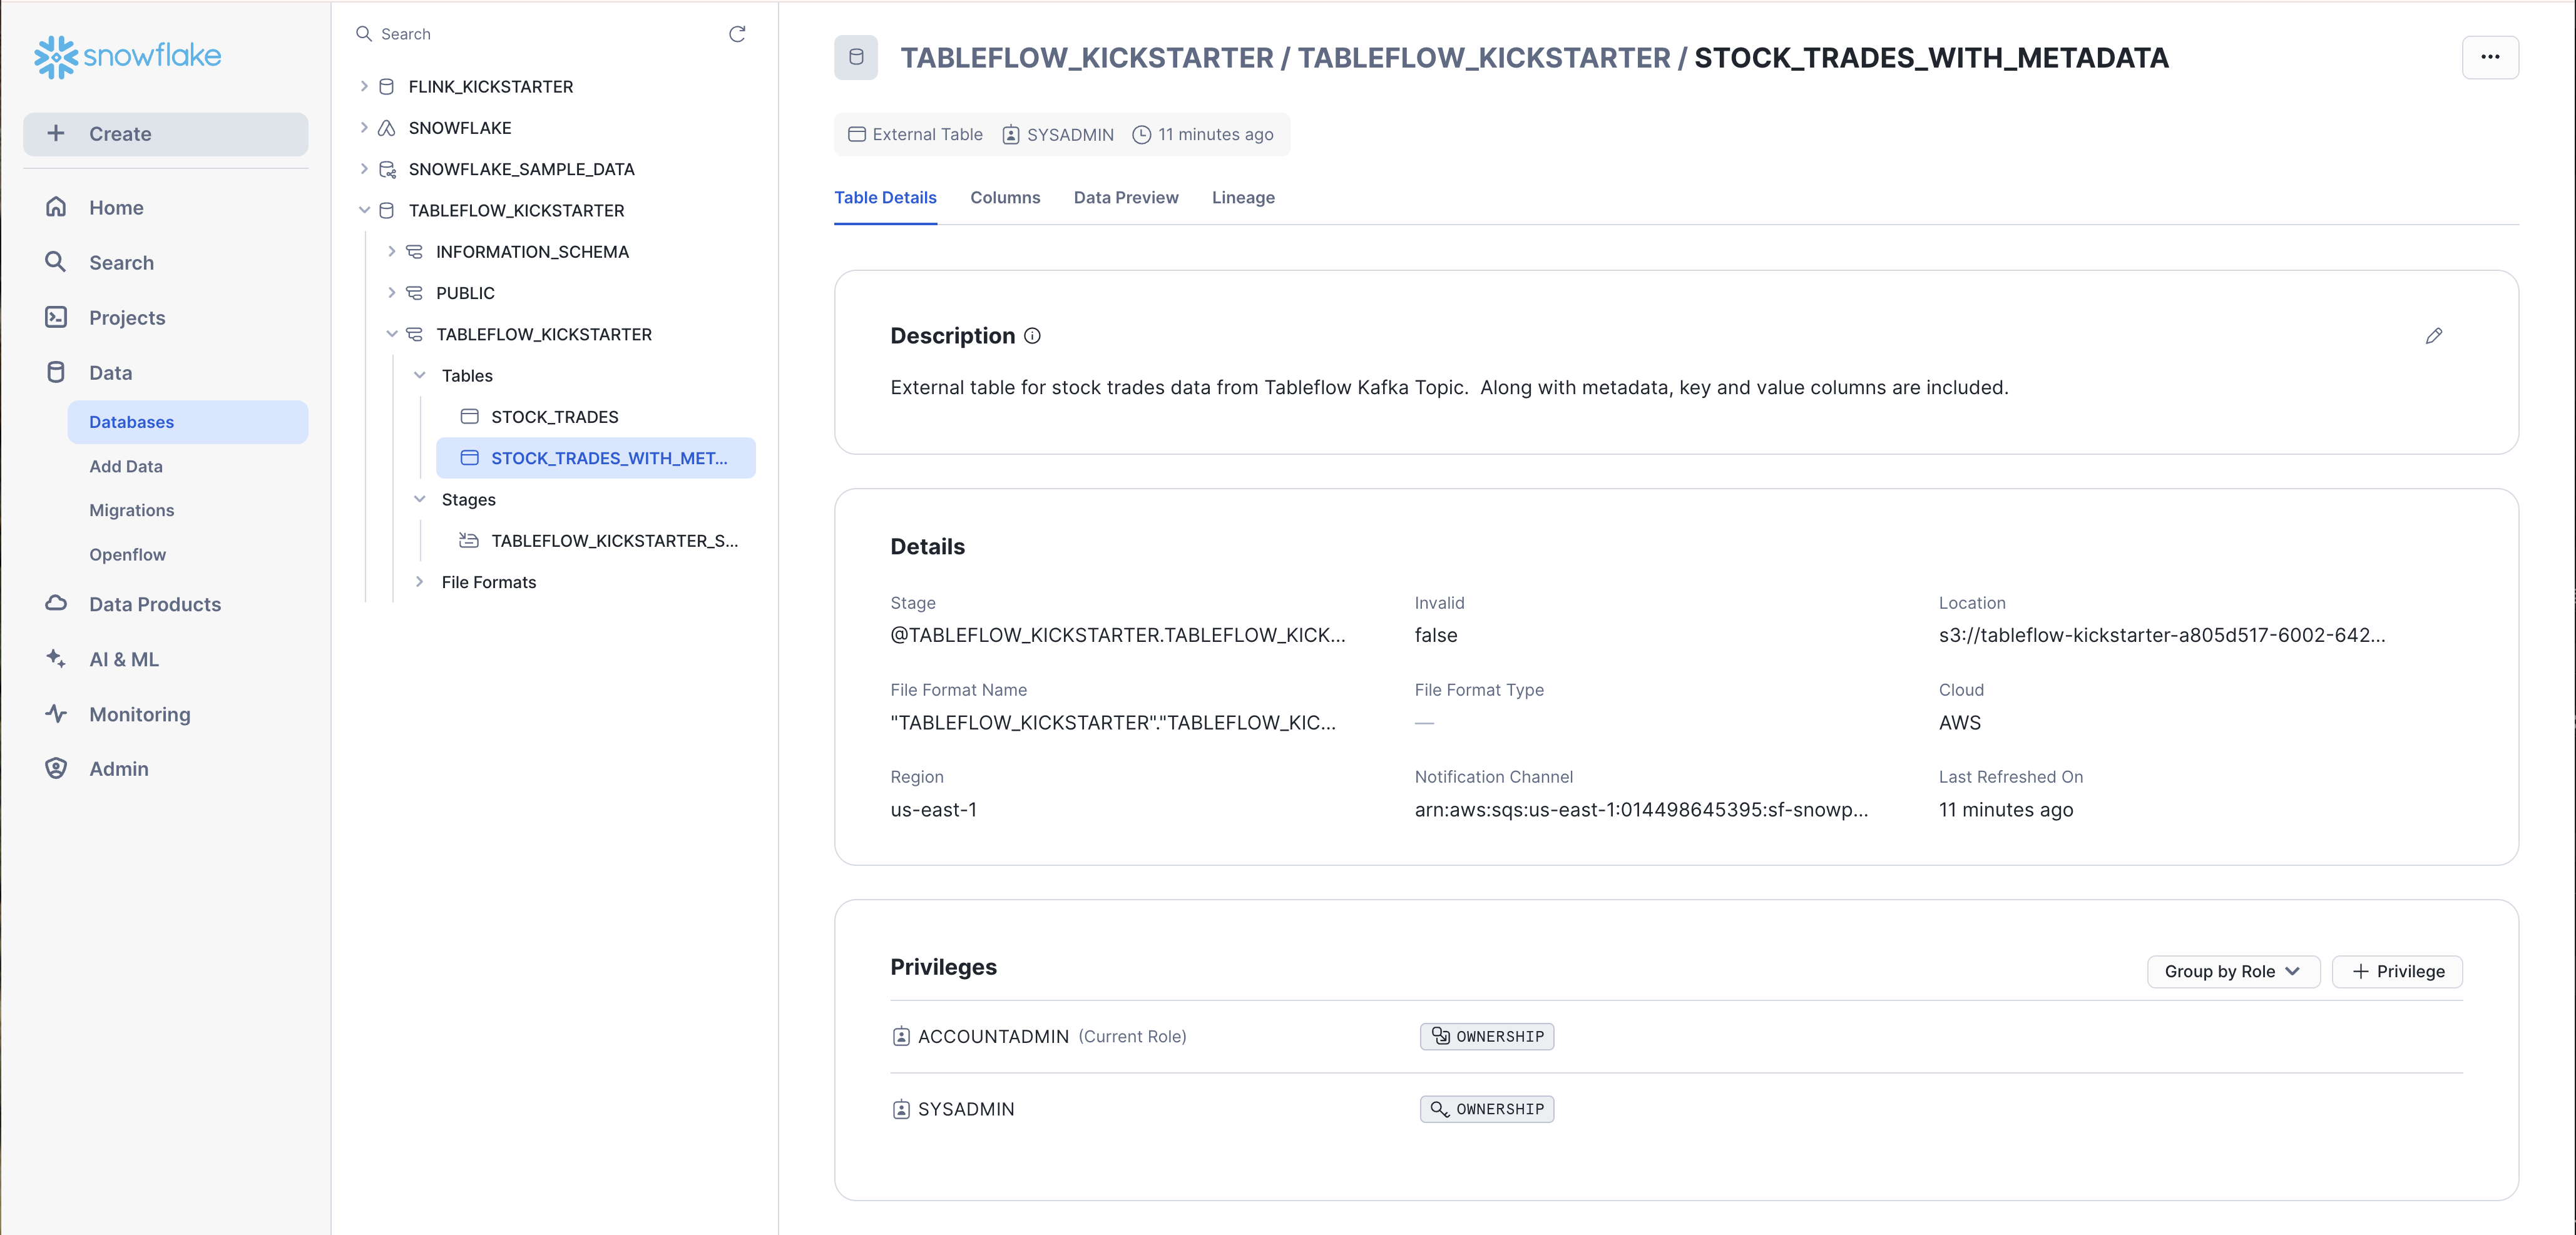 snowflake
Create
Home
Search
Projects
Data
Databases
Add Data
Migrations
Openflow
Data Products
AI & ML
Monitoring
Admin
Search
FLINK_KICKSTARTER
SNOWFLAKE
SNOWFLAKE_SAMPLE_DATA
TABLEFLOW_KICKSTARTER
INFORMATION_SCHEMA
PUBLIC
TABLEFLOW_KICKSTARTER
Tables
STOCK_TRADES
STOCK_TRADES_WITH_MET...
Stages
TABLEFLOW_KICKSTARTER_S...
File Formats
TABLEFLOW_KICKSTARTER / TABLEFLOW_KICKSTARTER / STOCK_TRADES_WITH_METADATA
External Table SYSADMIN 11 minutes ago
Table Details Columns Data Preview Lineage
Description
External table for stock trades data from Tableflow Kafka Topic.  Along with metadata, key and value columns are included.
Details
Stage Invalid Location
@TABLEFLOW_KICKSTARTER.TABLEFLOW_KICK... false s3://tableflow-kickstarter-a805d517-6002-642...
File Format Name File Format Type Cloud
"TABLEFLOW_KICKSTARTER"."TABLEFLOW_KIC... — AWS
Region Notification Channel Last Refreshed On
us-east-1 arn:aws:sqs:us-east-1:014498645395:sf-snowp... 11 minutes ago
Privileges Group by Role + Privilege
ACCOUNTADMIN (Current Role) OWNERSHIP
SYSADMIN OWNERSHIP